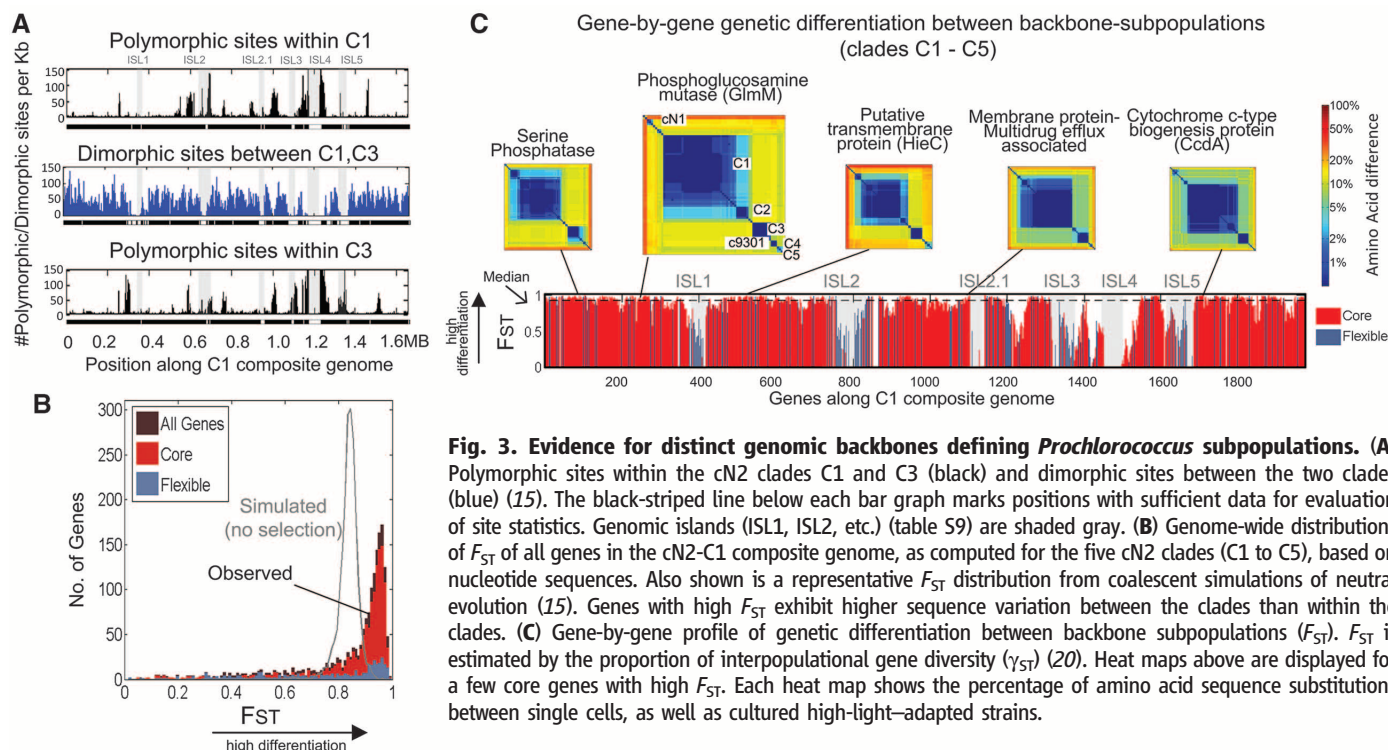 A
#Polymorphic/Dimorphic sites per Kb
Polymorphic sites within C1
ISL1 ISL2 ISL2.1 ISL3 ISL4 ISL5
150
100
50
0
Dimorphic sites between C1,C3
150
100
50
0
Polymorphic sites within C3
150
100
50
0
0 0.2 0.4 0.6 0.8 1.0 1.2 1.4 1.6MB
Position along C1 composite genome
B
No. of Genes
300
250
200
150
100
50
0
All Genes
Core
Flexible
Simulated
(no selection)
Observed
0 0.2 0.4 0.6 0.8 1
FST
high differentiation
C
Gene-by-gene genetic differentiation between backbone-subpopulations
(clades C1 - C5)
Serine
Phosphatase
Phosphoglucosamine
mutase (GlmM)
cN1
C1
C2
C3
c9301
C4
C5
Putative
transmembrane
protein (HieC)
Membrane protein-
Multidrug efflux
associated
Cytochrome c-type
biogenesis protein
(CcdA)
100%
50%
20%
10%
5%
2%
1%
Amino Acid difference
Median
high
differentiation
FST
1
0.5
0
ISL1 ISL2 ISL2.1 ISL3 ISL4 ISL5
Core
Flexible
200 400 600 800 1000 1200 1400 1600 1800
Genes along C1 composite genome
Fig. 3. Evidence for distinct genomic backbones defining Prochlorococcus subpopulations. (A
Polymorphic sites within the cN2 clades C1 and C3 (black) and dimorphic sites between the two clade
(blue) (15). The black-striped line below each bar graph marks positions with sufficient data for evaluation
of site statistics. Genomic islands (ISL1, ISL2, etc.) (table S9) are shaded gray. (B) Genome-wide distribution
of FST of all genes in the cN2-C1 composite genome, as computed for the five cN2 clades (C1 to C5), based on
nucleotide sequences. Also shown is a representative FST distribution from coalescent simulations of neutra
evolution (15). Genes with high FST exhibit higher sequence variation between the clades than within the
clades. (C) Gene-by-gene profile of genetic differentiation between backbone subpopulations (FST). FST i
estimated by the proportion of interpopulational gene diversity (γST) (20). Heat maps above are displayed fo
a few core genes with high FST. Each heat map shows the percentage of amino acid sequence substitution
between single cells, as well as cultured high-light–adapted strains.